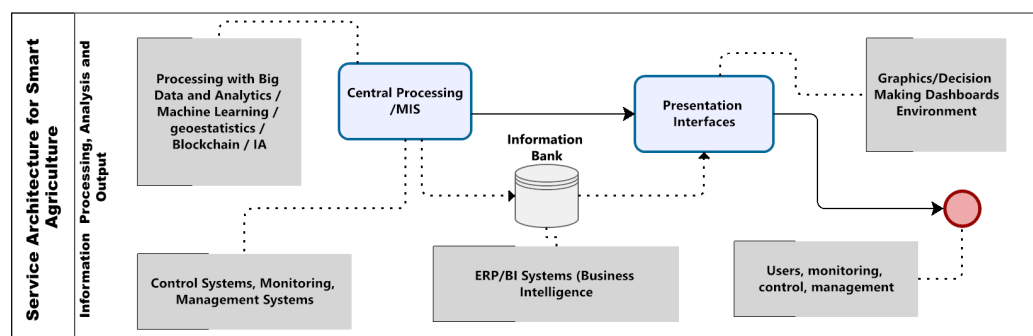 Service Architecture for Smart
Agriculture
Information Processing, Analysis and
Output
Processing with Big
Data and Analytics /
Machine Learning /
geoestatistics /
Blockchain / IA
Central Processing
/MIS
Presentation
Interfaces
Graphics/Decision
Making Dashboards
Environment
Information
Bank
Control Systems, Monitoring,
Management Systems
ERP/BI Systems (Business
Intelligence
Users, monitoring,
control, management